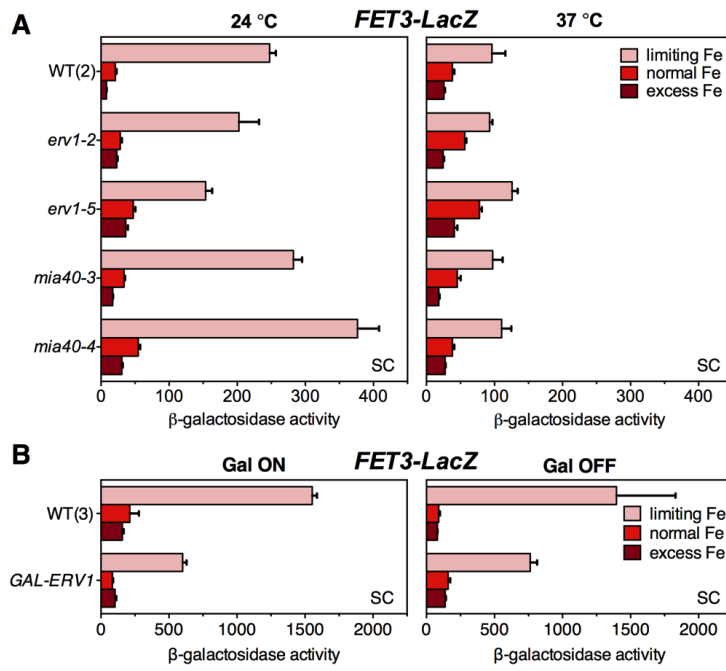 A
24 °C
FET3-LacZ
37 °C
WT(2)
erv1-2
erv1-5
mia40-3
mia40-4
SC
0 100 200 300 400
β-galactosidase activity
limiting Fe
normal Fe
excess Fe
SC
0 100 200 300 400
β-galactosidase activity
B
Gal ON
FET3-LacZ
Gal OFF
WT(3)
GAL-ERV1
SC
0 500 1000 1500 2000
β-galactosidase activity
limiting Fe
normal Fe
excess Fe
SC
0 500 1000 1500 2000
β-galactosidase activity